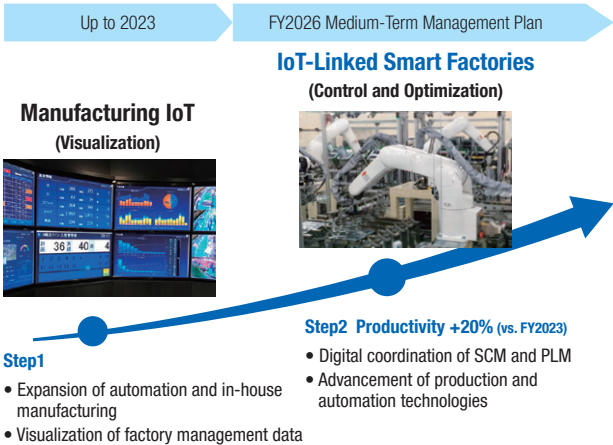 Up to 2023
FY2026 Medium-Term Management Plan
IoT-Linked Smart Factories
(Control and Optimization)
Manufacturing IoT
(Visualization)
36
40
4
Step2 Productivity +20% (vs. FY2023)
• Digital coordination of SCM and PLM
• Advancement of production and
automation technologies
Step1
• Expansion of automation and in-house
manufacturing
• Visualization of factory management data